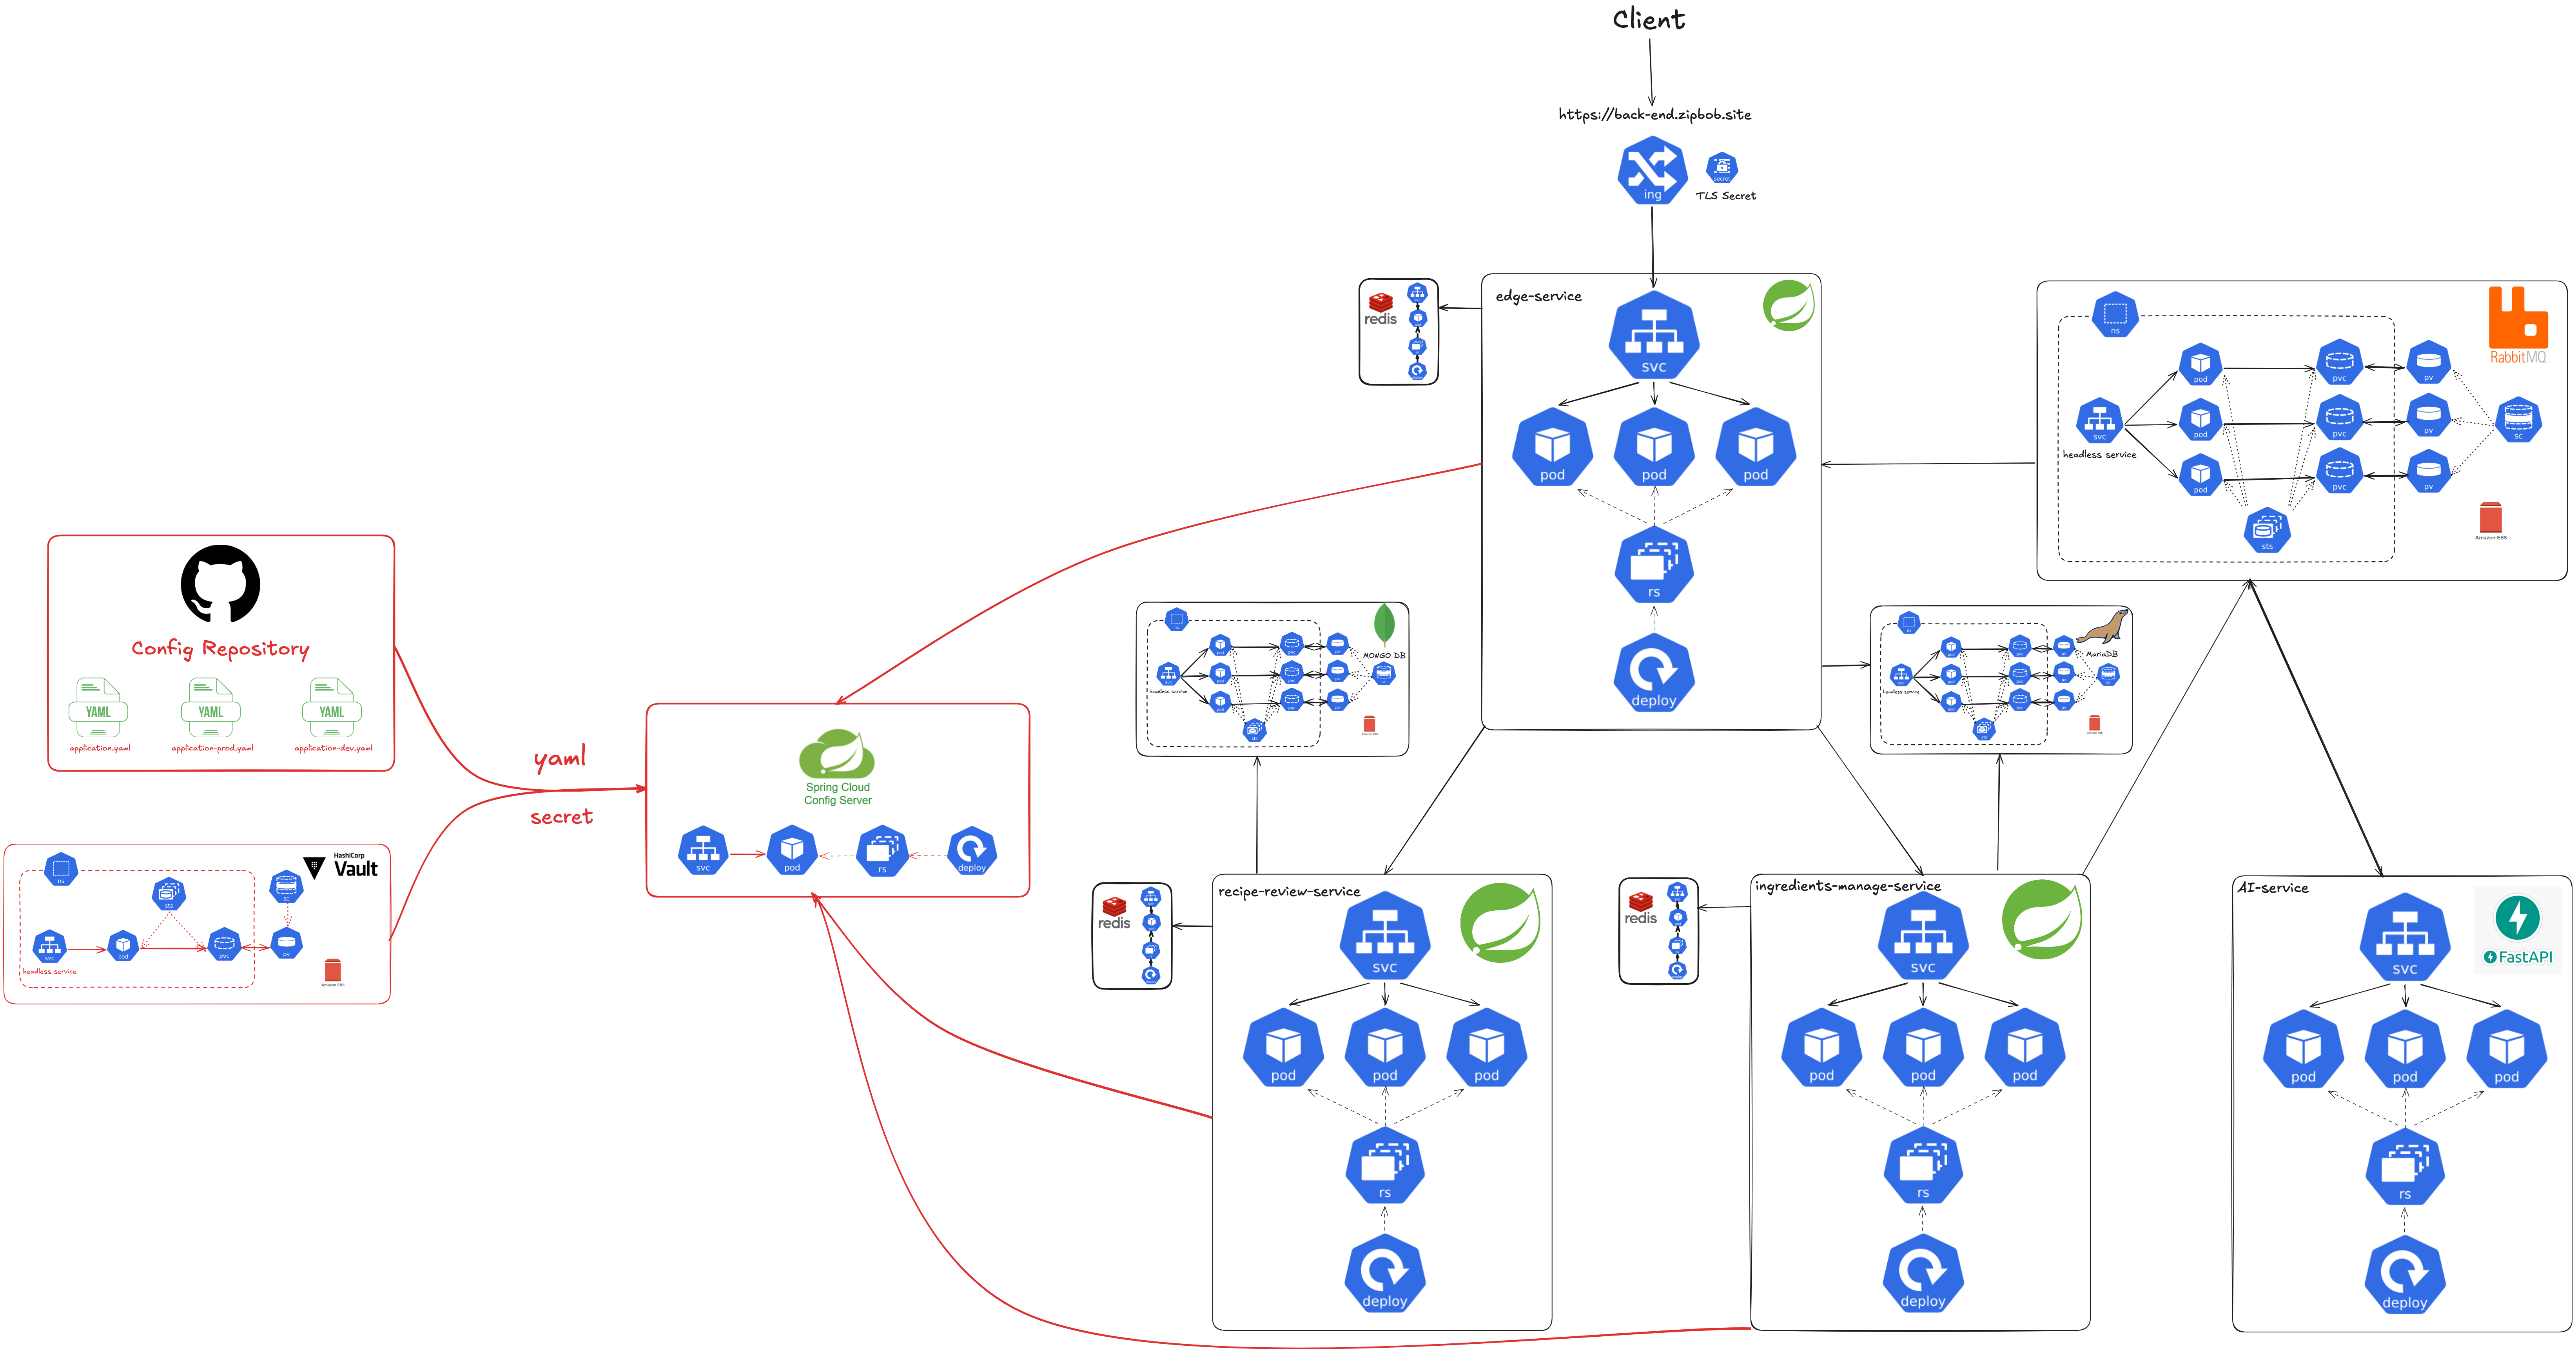 Client
https://back-end.zipbob.site
ing
secret
TLS Secret
redis
edge-service
svc
pod
pod
pod
rs
deploy
RabbitMQ
ns
svc
headless service
pod
pod
pod
pvc
pvc
pvc
pv
pv
pv
sc
sts
Amazon EBS
Config Repository
YAML
YAML
YAML
application.yaml
application-prod.yaml
application-dev.yaml
yaml
secret
HashiCorp
Vault
ns
sts
sc
svc
headless service
pod
pvc
pv
Amazon EBS
Spring Cloud
Config Server
svc
pod
rs
deploy
MONGO DB
headless service
MariaDB
headless service
redis
recipe-review-service
svc
pod
pod
pod
rs
deploy
redis
ingredients-manage-service
svc
pod
pod
pod
rs
deploy
AI-service
FastAPI
svc
pod
pod
pod
rs
deploy